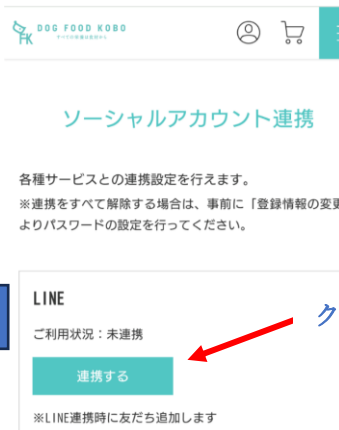 DOG FOOD KOBO
FK
ソーシャルアカウント連携
各種サービスとの連携設定を行えます。
※連携をすべて解除する場合は、事前に「登録情報の変更
よりパスワードの設定を行ってください。
LINE
ク
ご利用状況：未連携
連携する
※LINE連携時に友だち追加します